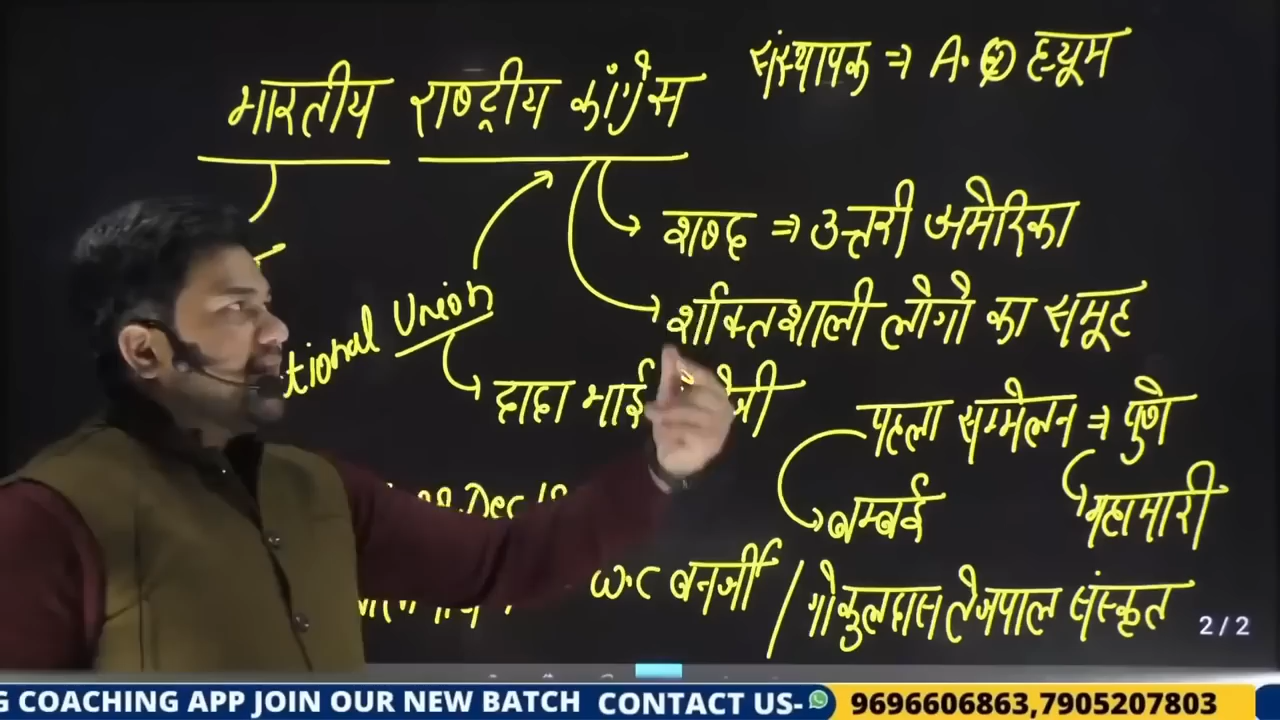 संस्थापक ⇒ A. O ह्यूम
भारतीय राष्ट्रीय काँग्रेस
शब्द ⇒ उत्तरी अमेरिका
शक्तिशाली लोगो का समूह
tional Union
दादा भाई
पहला सम्मेलन ⇒ पुणे
बम्बई
महामारी
Dec
W.C बनर्जी / गोकुलदास तेजपाल संस्कृत
2/2
G COACHING APP JOIN OUR NEW BATCH CONTACT US- 9696606863,7905207803